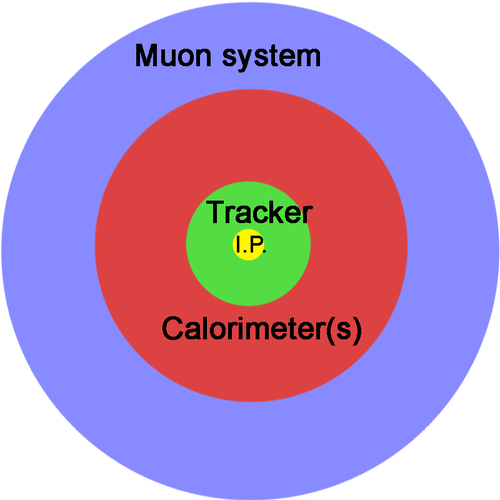 Muon system
Tracker
I.P.
Calorimeter(s)